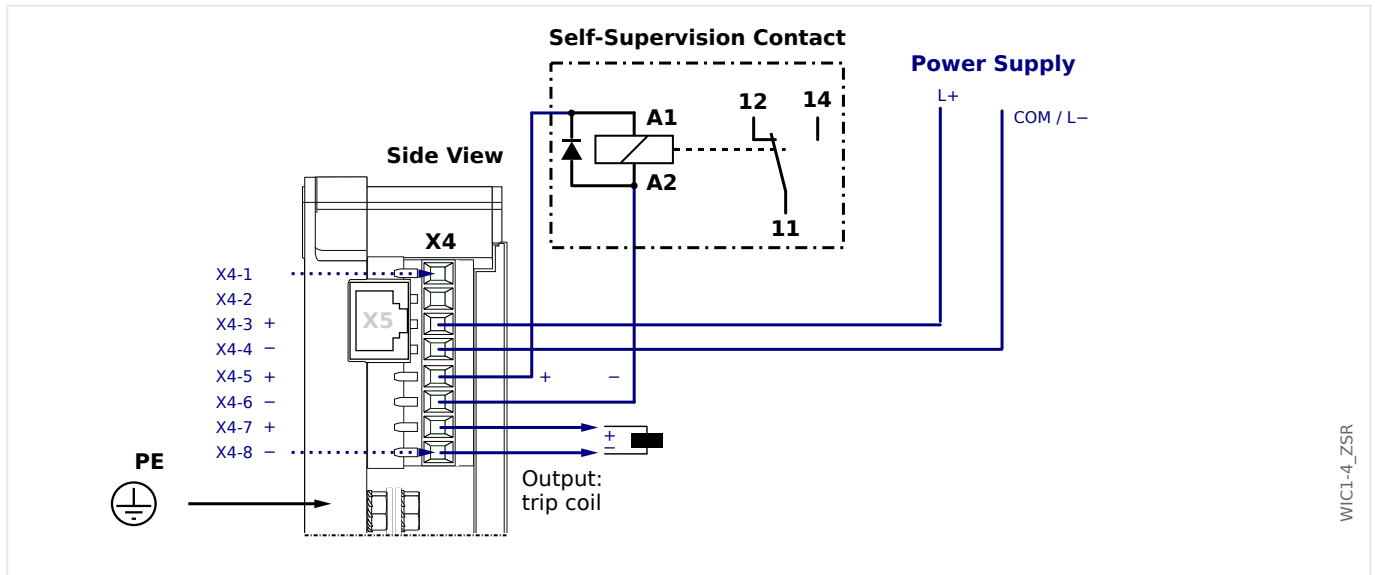 Self-Supervision Contact
Power Supply
L+
COM / L−
12
14
A1
A2
11
Side View
X4
X5
X4-1
X4-2
X4-3 +
X4-4 −
X4-5 +
X4-6 −
X4-7 +
X4-8 −
+ −
+
−
Output:
trip coil
PE
WIC1-4_ZSR